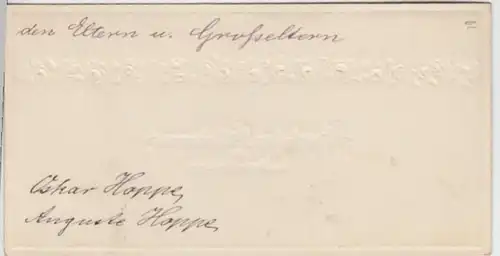 den Eltern u. Großeltern
Oskar Hoppe,
Auguste Hoppe,